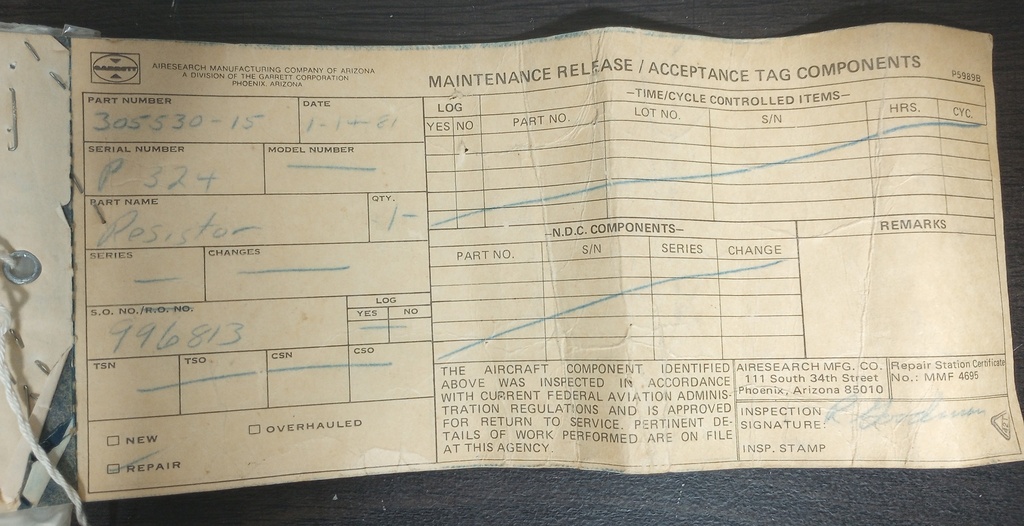 GARRETT
AIRESEARCH MANUFACTURING COMPANY OF ARIZONA
A DIVISION OF THE GARRETT CORPORATION
PHOENIX, ARIZONA
MAINTENANCE RELEASE / ACCEPTANCE TAG COMPONENTS
P5989B
PART NUMBER
305530-15
DATE
1-1-81
SERIAL NUMBER
P 324
MODEL NUMBER
—
PART NAME
Resistor
QTY.
1-
SERIES
—
CHANGES
—
S.O. NO./R.O. NO.
996813
LOG
YES NO
TSN TSO CSN CSO
NEW
OVERHAULED
REPAIR
LOG
YES NO
—TIME/CYCLE CONTROLLED ITEMS—
PART NO. LOT NO. S/N HRS. CYC.
—N.D.C. COMPONENTS—
PART NO. S/N SERIES CHANGE
REMARKS
THE AIRCRAFT COMPONENT IDENTIFIED
ABOVE WAS INSPECTED IN ACCORDANCE
WITH CURRENT FEDERAL AVIATION ADMINIS-
TRATION REGULATIONS AND IS APPROVED
FOR RETURN TO SERVICE. PERTINENT DE-
TAILS OF WORK PERFORMED ARE ON FILE
AT THIS AGENCY.
AIRESEARCH MFG. CO.
111 South 34th Street
Phoenix, Arizona 85010
Repair Station Certificate
No.: MMF 4695
INSPECTION
SIGNATURE:
INSP. STAMP